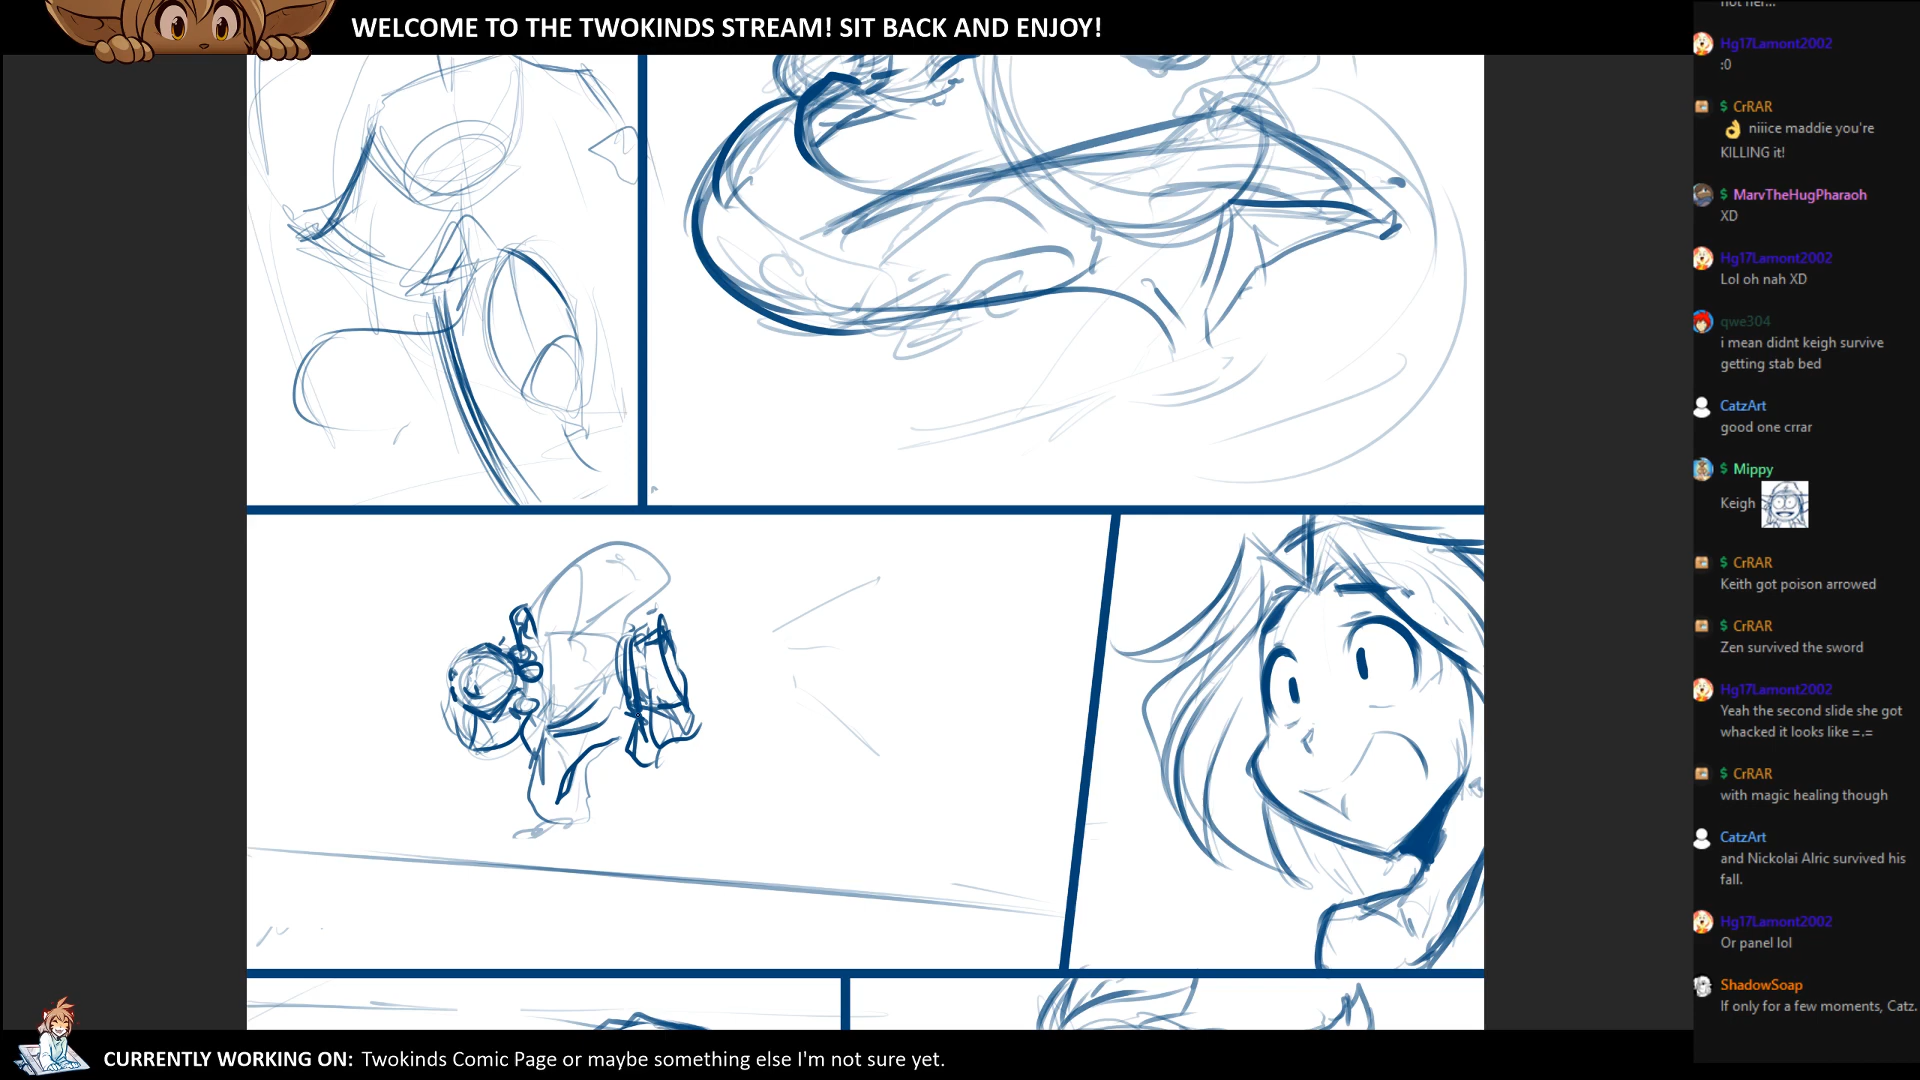 WELCOME TO THE TWOKINDS STREAM! SIT BACK AND ENJOY!
not her...
Hg17Lamont2002
:0
$ CrRAR
👌 niiice maddie you're
KILLING it!
$ MarvTheHugPharaoh
XD
Hg17Lamont2002
Lol oh nah XD
qwe304
i mean didnt keigh survive
getting stab bed
CatzArt
good one crrar
$ Mippy
Keigh
$ CrRAR
Keith got poison arrowed
$ CrRAR
Zen survived the sword
Hg17Lamont2002
Yeah the second slide she got
whacked it looks like =.=
$ CrRAR
with magic healing though
CatzArt
and Nickolai Alric survived his
fall.
Hg17Lamont2002
Or panel lol
ShadowSoap
If only for a few moments, Catz.
CURRENTLY WORKING ON: Twokinds Comic Page or maybe something else I'm not sure yet.